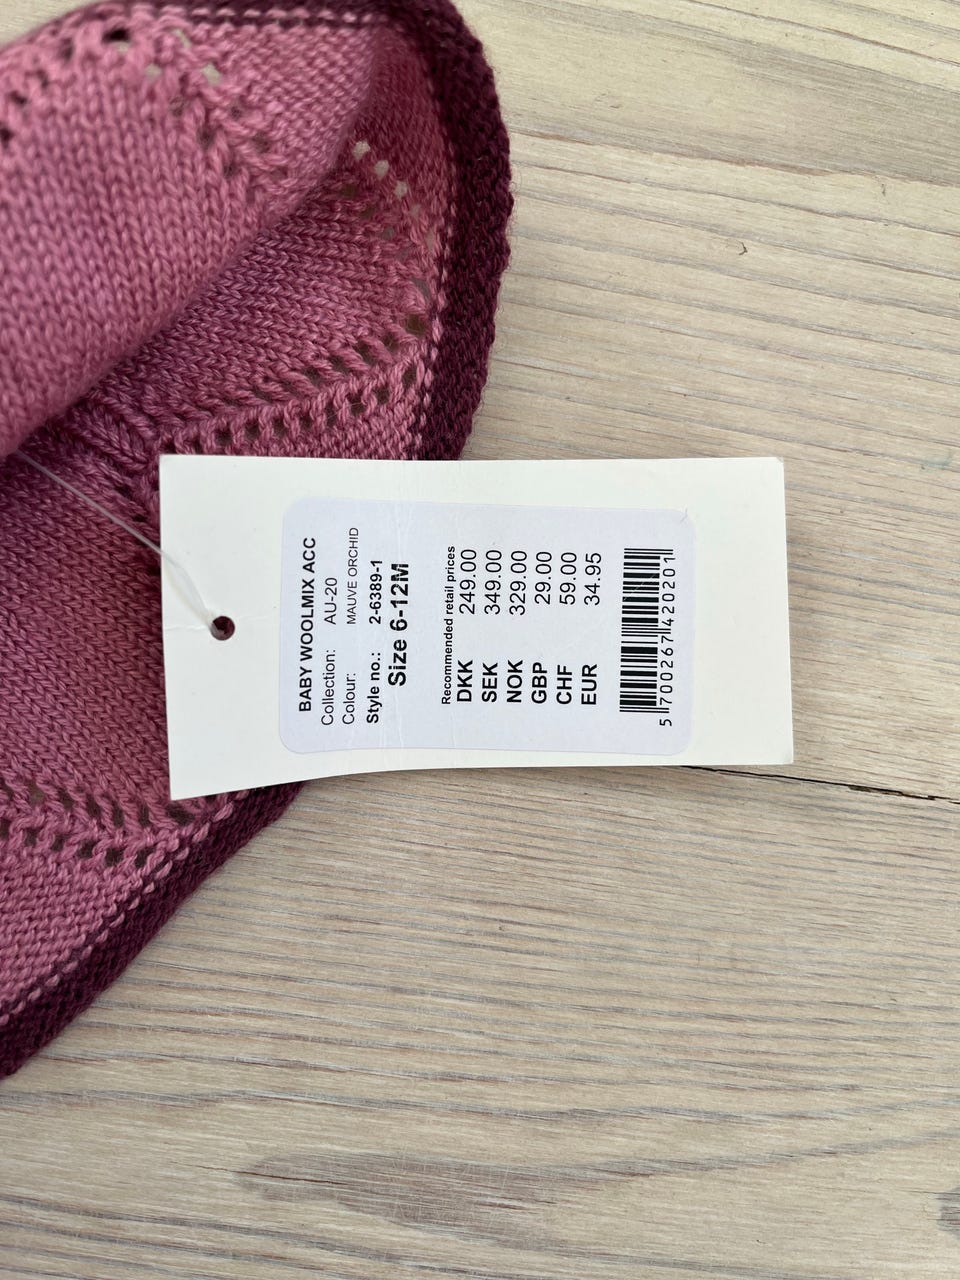 BABY WOOLMIX ACC
Collection: AU-20
Colour: MAUVE ORCHID
Style no.: 2-6389-1
Size 6-12M
Recommended retail prices
DKK 249.00
SEK 349.00
NOK 329.00
GBP 29.00
CHF 59.00
EUR 34.95
5 700267 420201